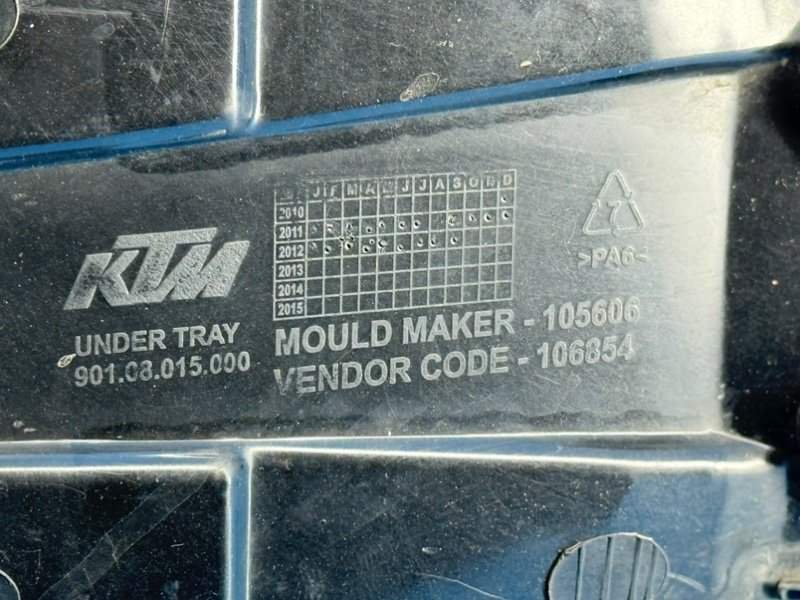 J F M A M J J A S O N D
2010
2011
2012
2013
2014
2015
KTM
UNDER TRAY
901.08.015.000
MOULD MAKER - 105606
VENDOR CODE - 106854
7
>PA6<